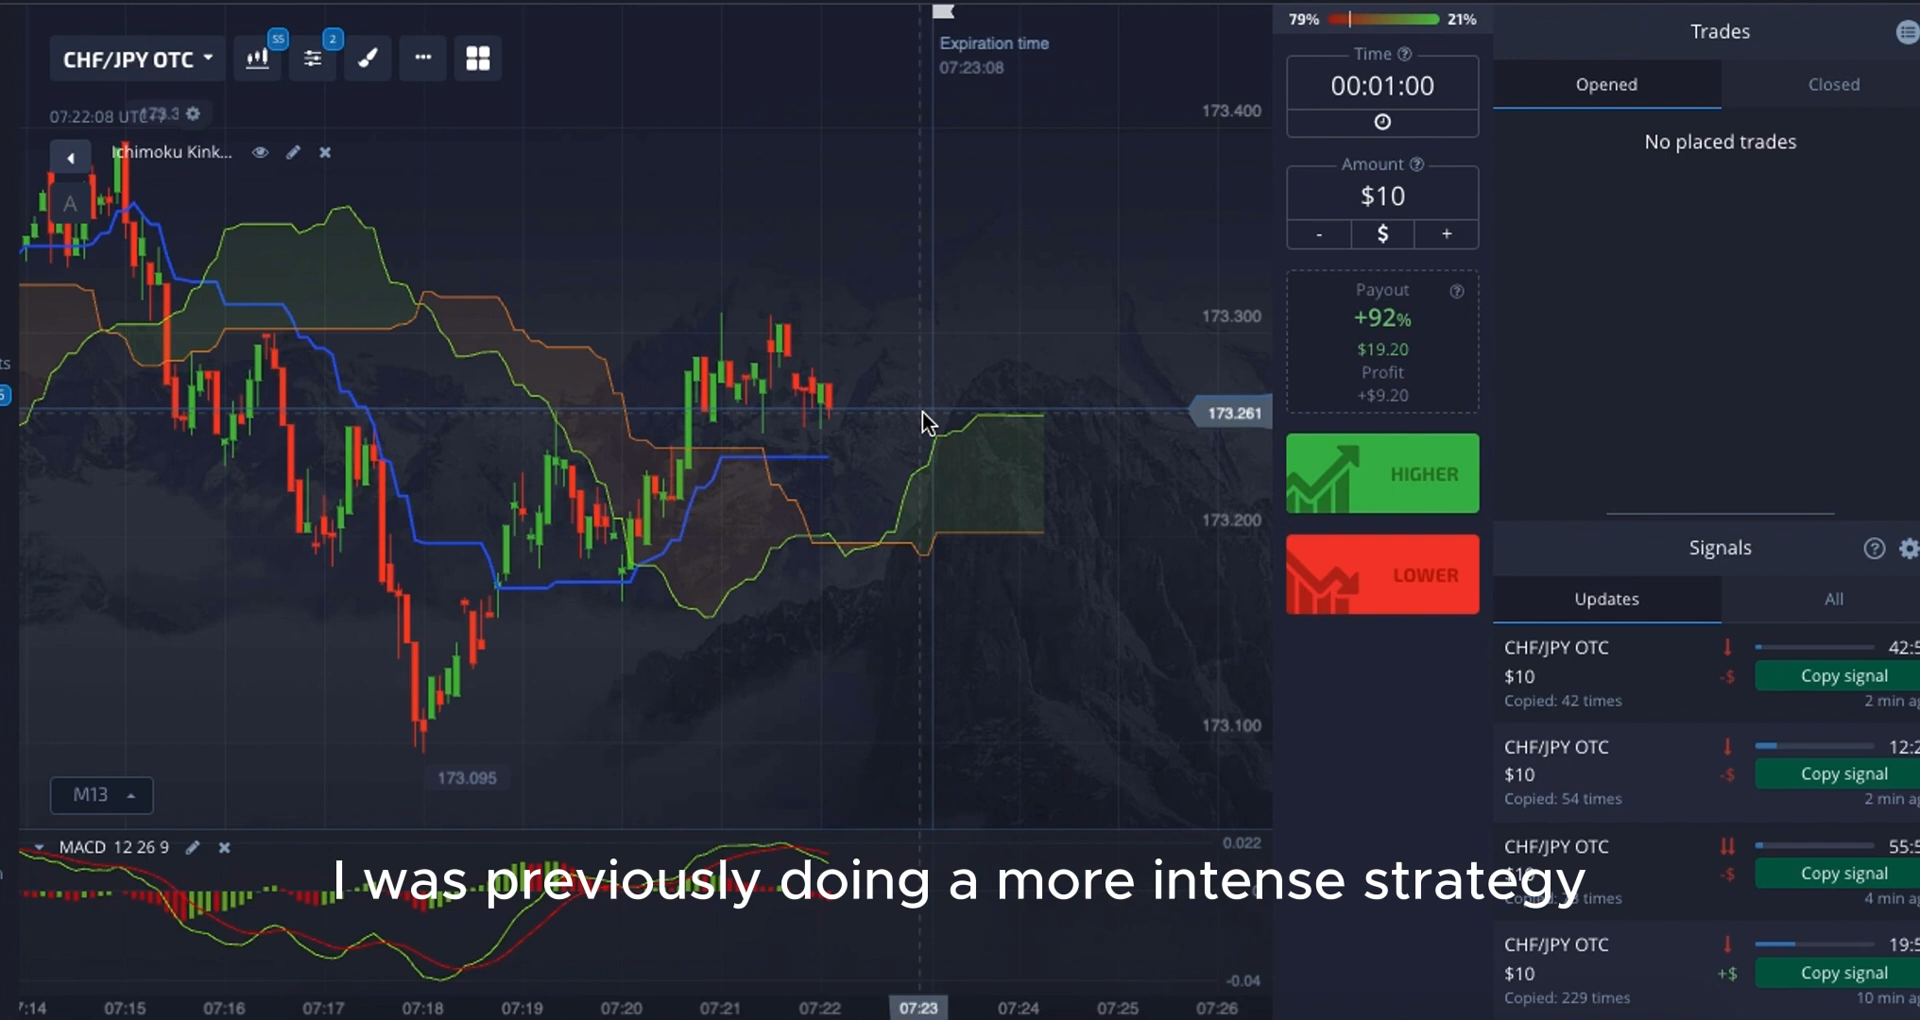 CHF/JPY OTC
S5
2
Expiration time
07:23:08
07:22:08 UTC
173.3
Ichimoku Kink...
A
173.400
173.300
173.261
173.200
173.100
173.095
M13
MACD 12 26 9
0.022
-0.04
I was previously doing a more intense strategy
07:15
07:16
07:17
07:18
07:19
07:20
07:21
07:22
07:23
07:24
07:25
07:26
79%
21%
Time
00:01:00
Amount
$10
- $ +
Payout
+92%
$19.20
Profit
+$9.20
HIGHER
LOWER
Trades
Opened
Closed
No placed trades
Signals
Updates
All
CHF/JPY OTC
$10
-$
Copy signal
Copied: 42 times
2 min
CHF/JPY OTC
$10
-$
Copy signal
Copied: 54 times
2 min
CHF/JPY OTC
-$
Copy signal
times
4 min
CHF/JPY OTC
$10
+$
Copy signal
Copied: 229 times
10 min